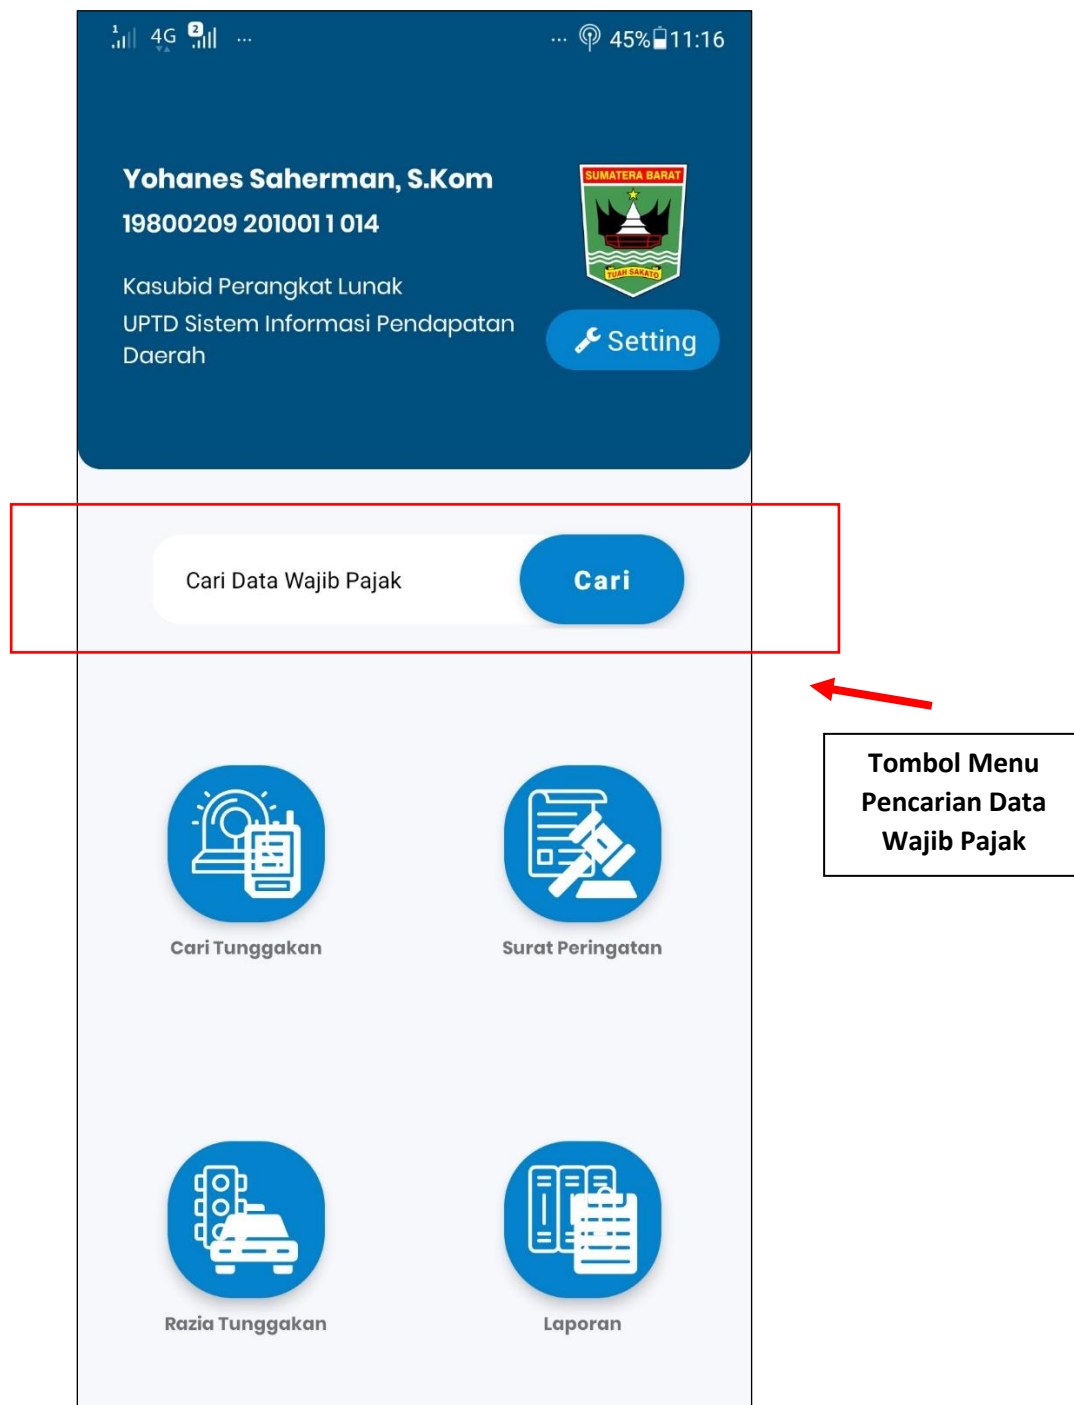 1 4G 2 ... ... 45% 11:16
Yohanes Saherman, S.Kom
19800209 201001 1 014
Kasubid Perangkat Lunak
UPTD Sistem Informasi Pendapatan
Daerah
SUMATERA BARAT
TUAH SAKATO
Setting
Cari Data Wajib Pajak
Cari
Tombol Menu
Pencarian Data
Wajib Pajak
Cari Tunggakan
Surat Peringatan
Razia Tunggakan
Laporan